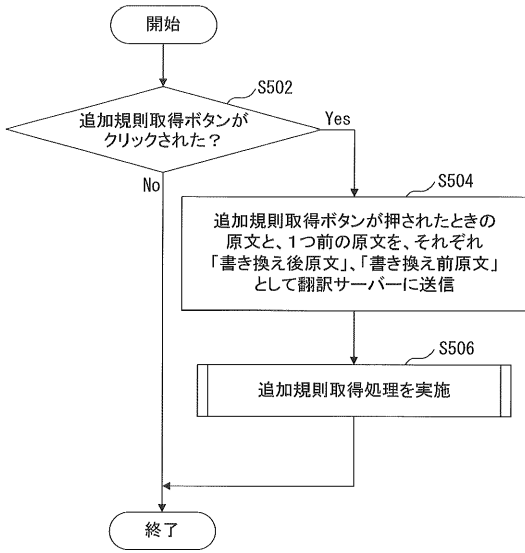 開始
S502
追加規則取得ボタンが
クリックされた？
Yes
No
S504
追加規則取得ボタンが押されたときの
原文と、１つ前の原文を、それぞれ
「書き換え後原文」、「書き換え前原文」
として翻訳サーバーに送信
S506
追加規則取得処理を実施
終了